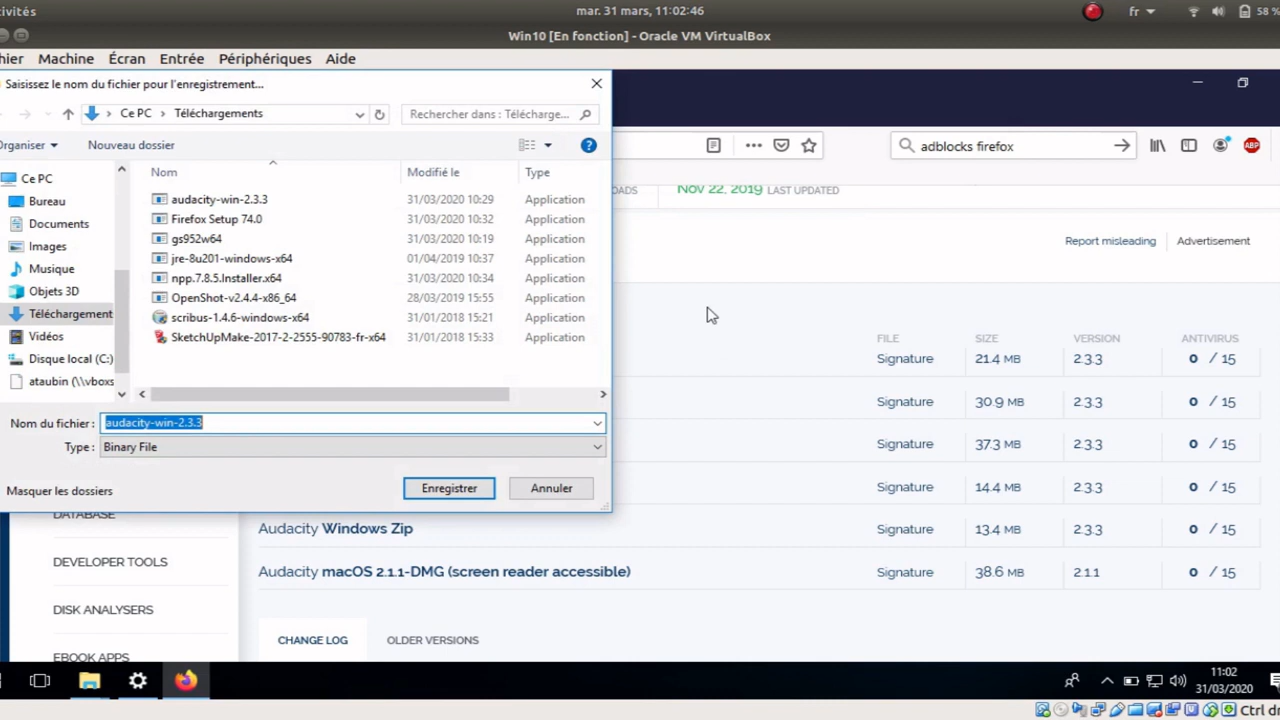 tivités
mar. 31 mars, 11:02:46
fr
58 %
Win10 [En fonction] - Oracle VM VirtualBox
hier Machine Écran Entrée Périphériques Aide
Saisissez le nom du fichier pour l'enregistrement...
Ce PC > Téléchargements
Rechercher dans : Télécharge...
adblocks firefox
ABP
Organiser
Nouveau dossier
Nom
Modifié le
Type
Ce PC
Bureau
Documents
Images
Musique
Objets 3D
Téléchargement
Vidéos
Disque local (C:)
ataubin (\\vboxs
audacity-win-2.3.3 31/03/2020 10:29 Application
Firefox Setup 74.0 31/03/2020 10:32 Application
gs952w64 31/03/2020 10:19 Application
jre-8u201-windows-x64 01/04/2019 10:37 Application
npp.7.8.5.Installer.x64 31/03/2020 10:34 Application
OpenShot-v2.4.4-x86_64 28/03/2019 15:55 Application
scribus-1.4.6-windows-x64 31/01/2018 15:21 Application
SketchUpMake-2017-2-2555-90783-fr-x64 31/01/2018 15:33 Application
Nom du fichier : audacity-win-2.3.3
Type : Binary File
Masquer les dossiers
Enregistrer
Annuler
OADS
Nov 22, 2019 LAST UPDATED
Report misleading
Advertisement
FILE SIZE VERSION ANTIVIRUS
Signature 21.4 MB 2.3.3 0 / 15
Signature 30.9 MB 2.3.3 0 / 15
Signature 37.3 MB 2.3.3 0 / 15
Signature 14.4 MB 2.3.3 0 / 15
Audacity Windows Zip Signature 13.4 MB 2.3.3 0 / 15
Audacity macOS 2.1.1-DMG (screen reader accessible) Signature 38.6 MB 2.1.1 0 / 15
DATABASE
DEVELOPER TOOLS
DISK ANALYSERS
EBOOK APPS
CHANGE LOG
OLDER VERSIONS
11:02
31/03/2020
Ctrl dr